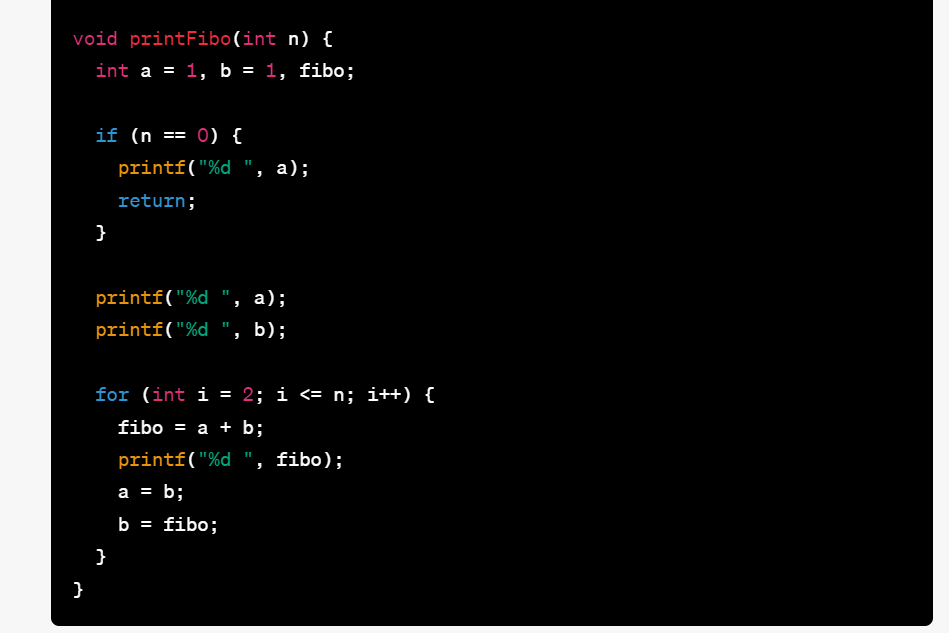 void printFibo(int n) {
  int a = 1, b = 1, fibo;

  if (n == 0) {
    printf("%d ", a);
    return;
  }

  printf("%d ", a);
  printf("%d ", b);

  for (int i = 2; i <= n; i++) {
    fibo = a + b;
    printf("%d ", fibo);
    a = b;
    b = fibo;
  }
}